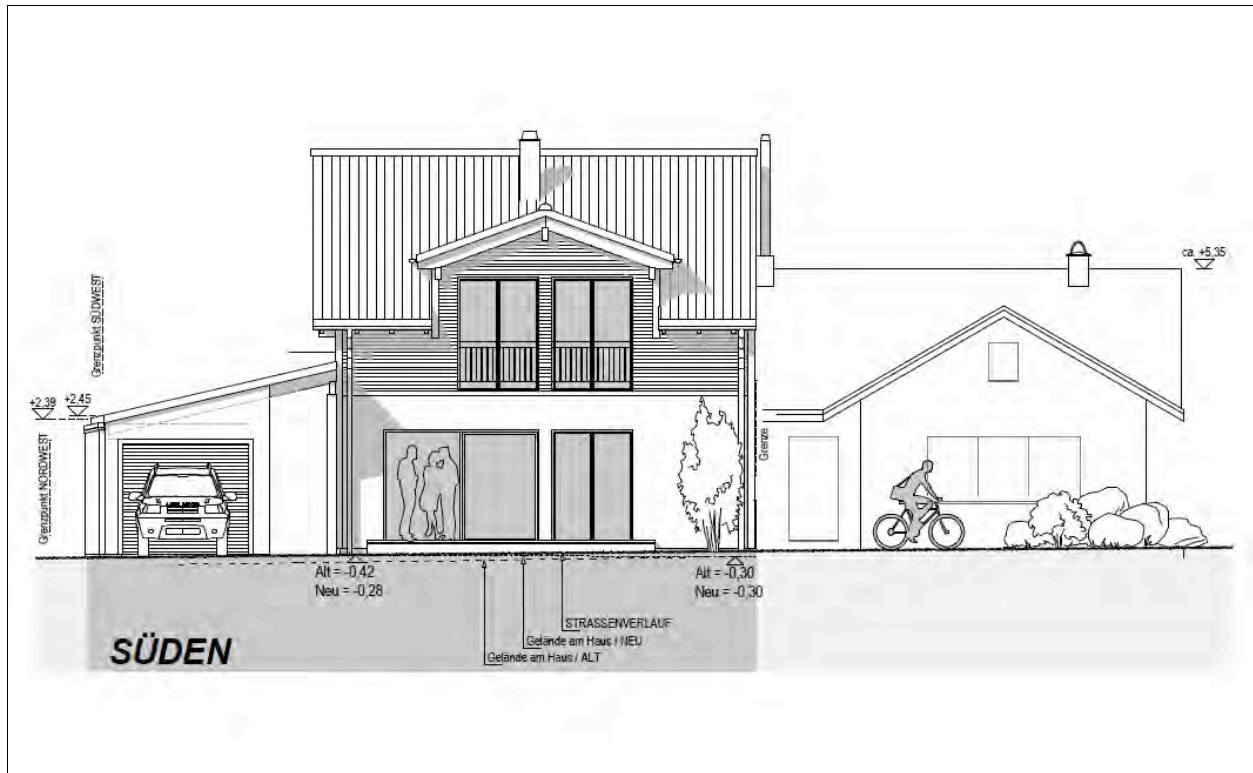 ca. +5,35
Grenzpunkt SÜDWEST
+2.39
+2.45
Grenzpunkt NORDWEST
Grenze
Alt = -0,42
Neu = -0,28
Alt = -0,30
Neu = -0,30
STRASSENVERLAUF
Gelände am Haus / NEU
Gelände am Haus / ALT
SÜDEN